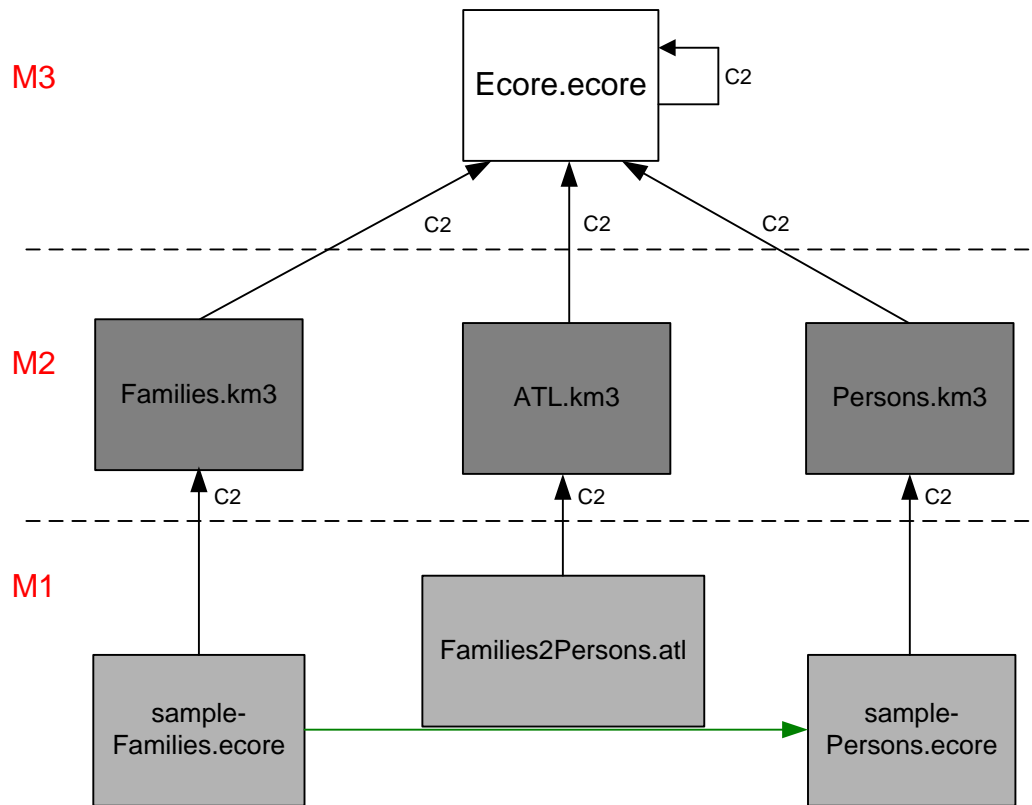 M3
Ecore.ecore
C2
C2
C2
C2
M2
Families.km3
ATL.km3
Persons.km3
C2
C2
C2
M1
Families2Persons.atl
sample-
Families.ecore
sample-
Persons.ecore